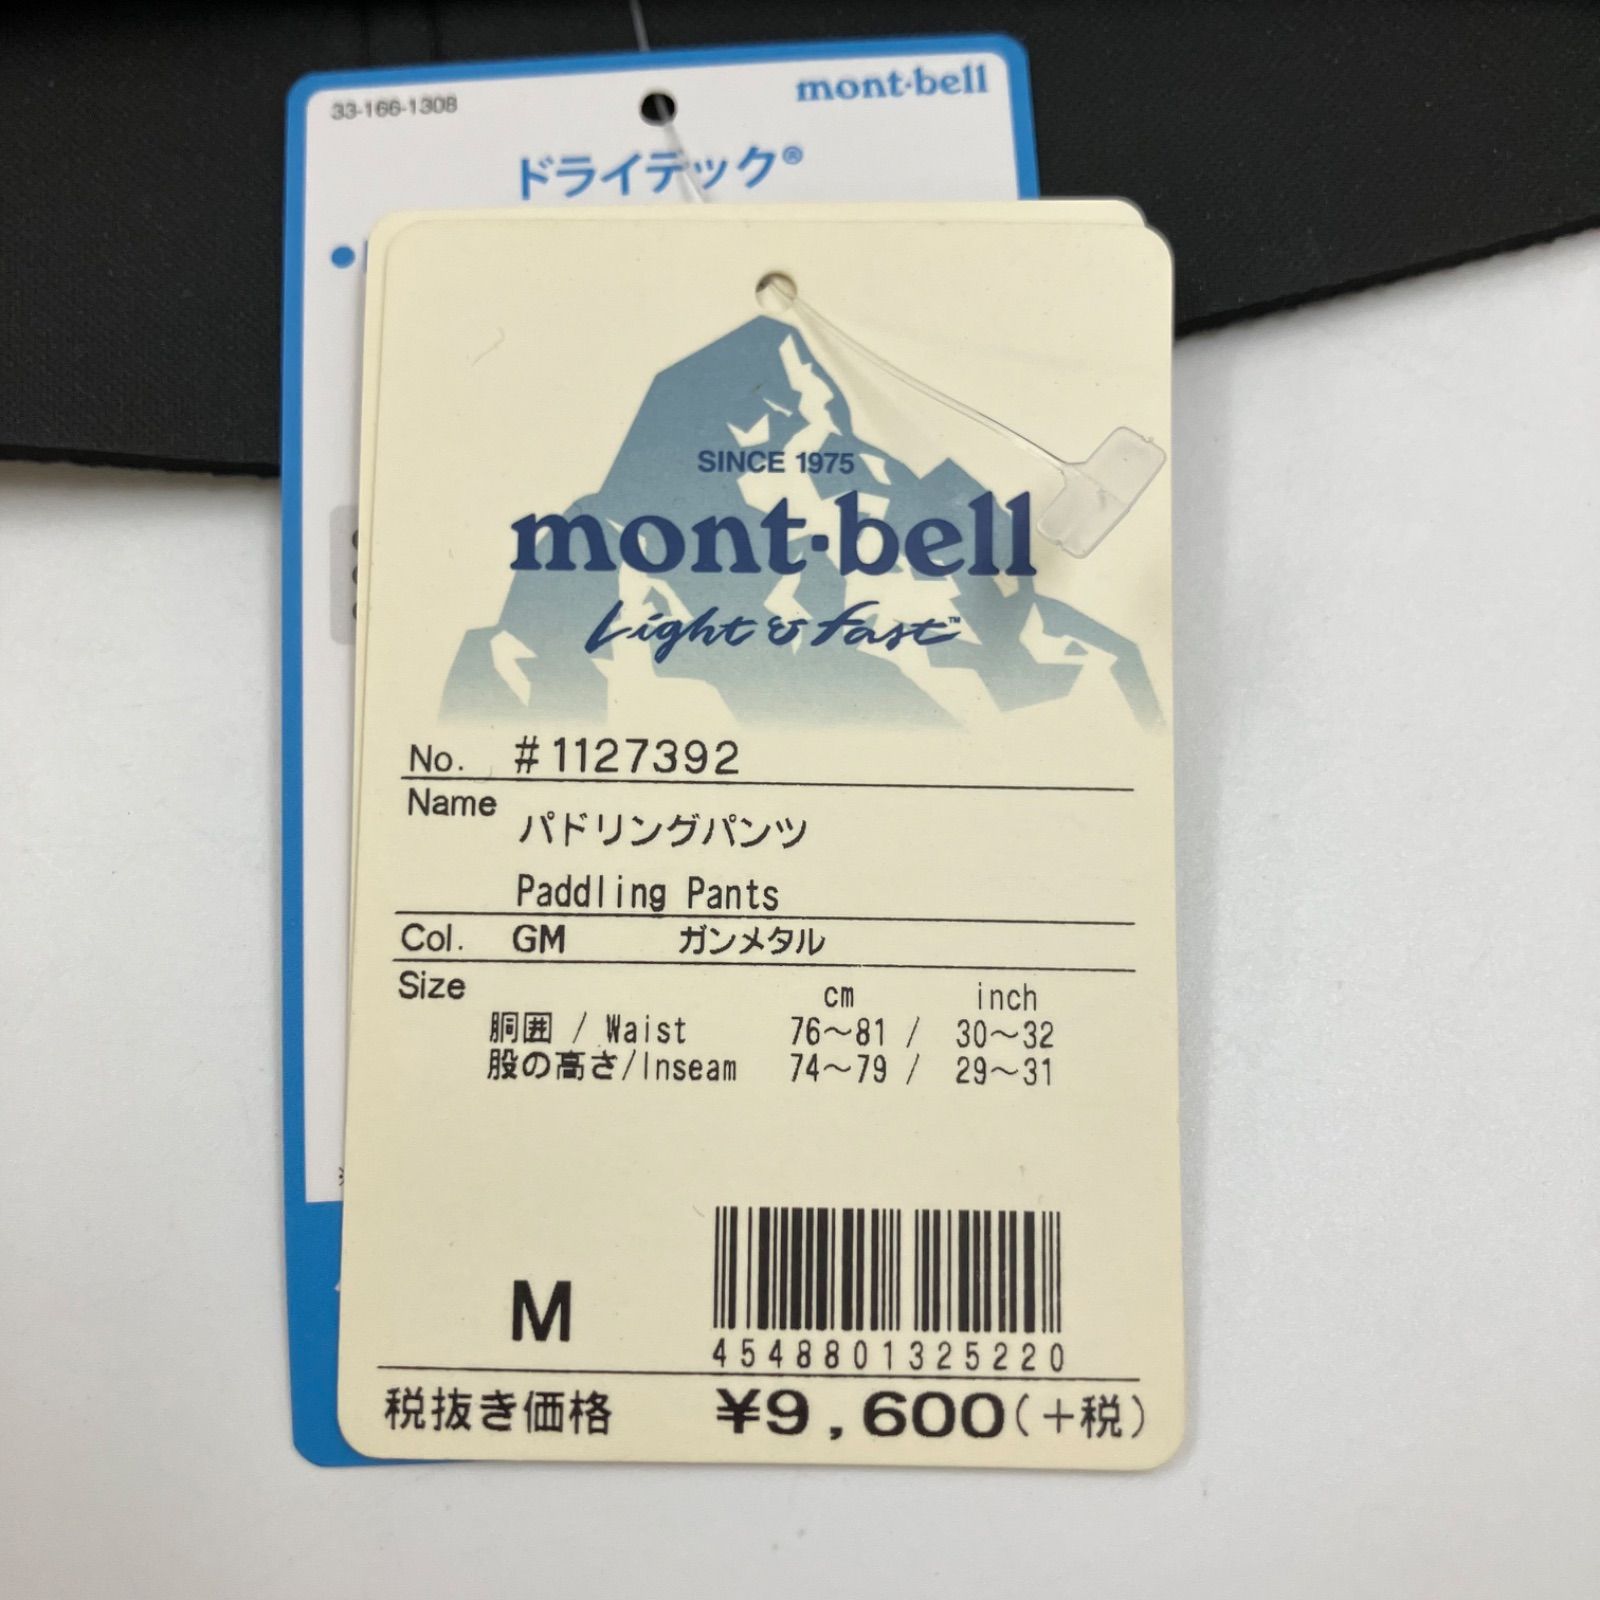 33-166-1308
mont·bell
ドライテック®
SINCE 1975
mont·bell
Light & Fast™
No. #1127392
Name パドリングパンツ
Paddling Pants
Col. GM ガンメタル
Size cm inch
胴囲 / Waist 76～81 / 30～32
股の高さ/Inseam 74～79 / 29～31
M
4548801325220
税抜き価格 ¥9,600(+税)